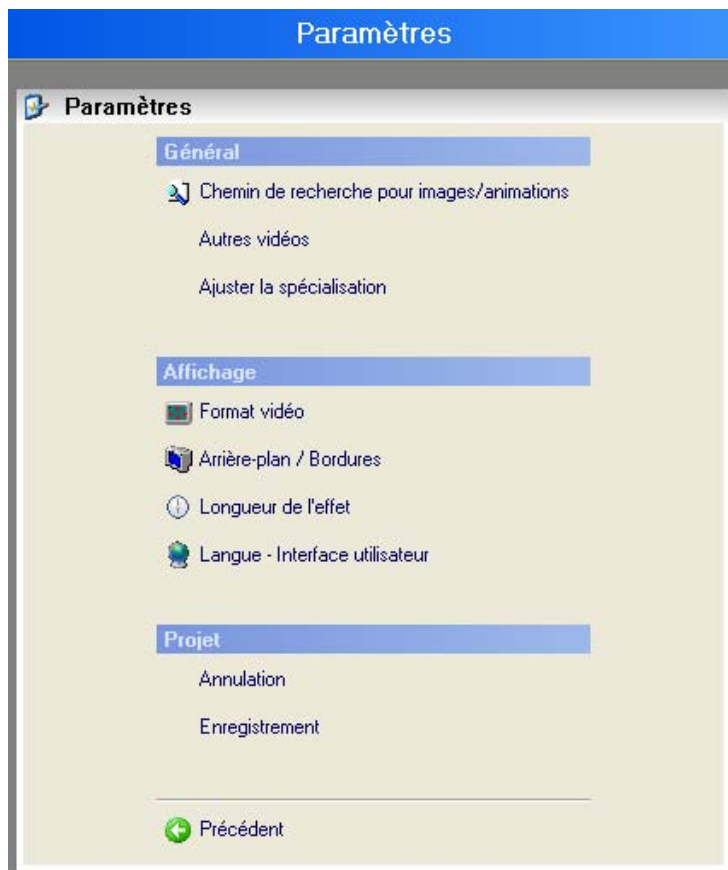 Paramètres
Paramètres
Général
Chemin de recherche pour images/animations
Autres vidéos
Ajuster la spécialisation
Affichage
Format vidéo
Arrière-plan / Bordures
Longueur de l'effet
Langue - Interface utilisateur
Projet
Annulation
Enregistrement
Précédent